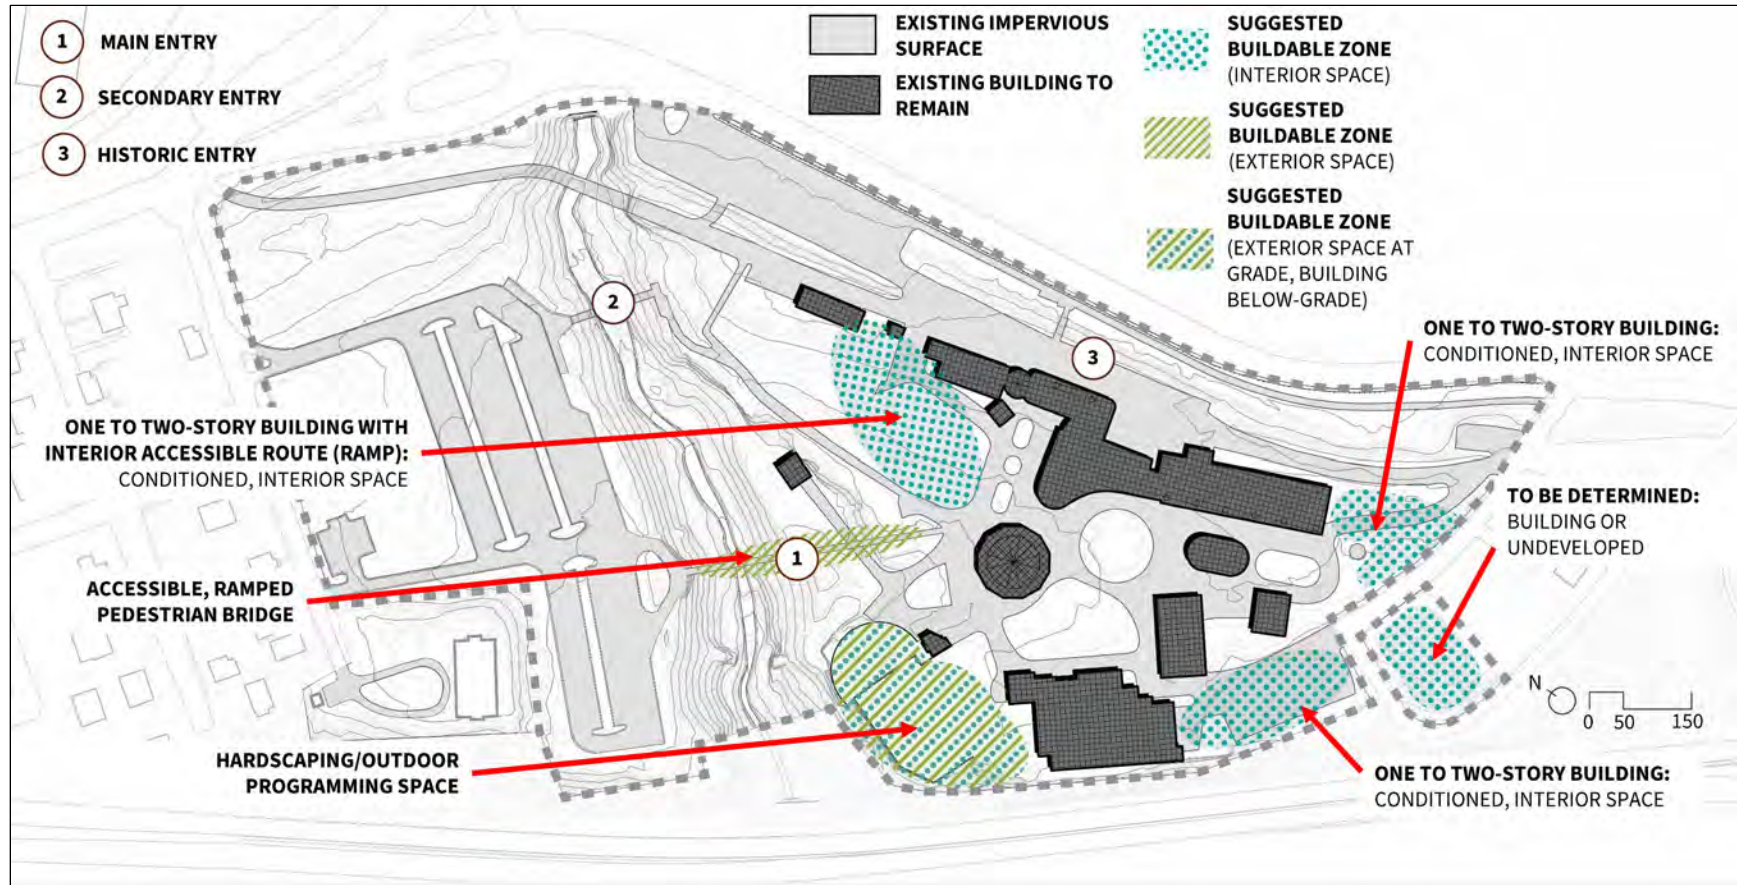 1 MAIN ENTRY
2 SECONDARY ENTRY
3 HISTORIC ENTRY
EXISTING IMPERVIOUS
SURFACE
EXISTING BUILDING TO
REMAIN
SUGGESTED
BUILDABLE ZONE
(INTERIOR SPACE)
SUGGESTED
BUILDABLE ZONE
(EXTERIOR SPACE)
SUGGESTED
BUILDABLE ZONE
(EXTERIOR SPACE AT
GRADE, BUILDING
BELOW-GRADE)
2
3
1
ONE TO TWO-STORY BUILDING:
CONDITIONED, INTERIOR SPACE
ONE TO TWO-STORY BUILDING WITH
INTERIOR ACCESSIBLE ROUTE (RAMP):
CONDITIONED, INTERIOR SPACE
TO BE DETERMINED:
BUILDING OR
UNDEVELOPED
ACCESSIBLE, RAMPED
PEDESTRIAN BRIDGE
N
0 50 150
HARDSCAPING/OUTDOOR
PROGRAMMING SPACE
ONE TO TWO-STORY BUILDING:
CONDITIONED, INTERIOR SPACE